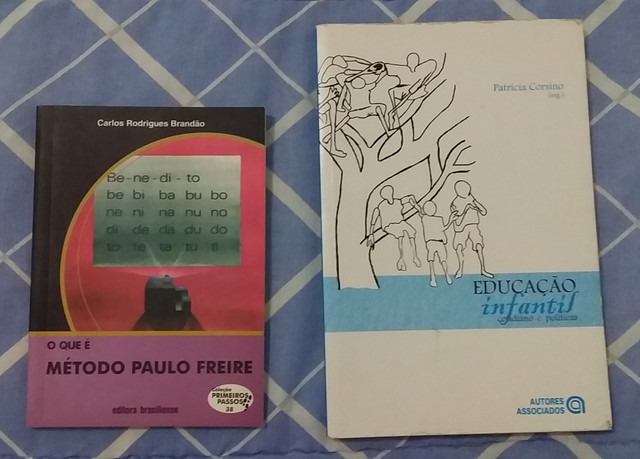 Carlos Rodrigues Brandão
Be - ne - di - to
be bi ba bu bo
ne ni na nu no
di de da du do
to te ta tu ti
O QUE É
MÉTODO PAULO FREIRE
editora brasiliense
Coleção
PRIMEIROS
PASSOS
38
Patrícia Corsino
(org.)
EDUCAÇÃO
infantil
cotidiano e políticas
AUTORES
ASSOCIADOS